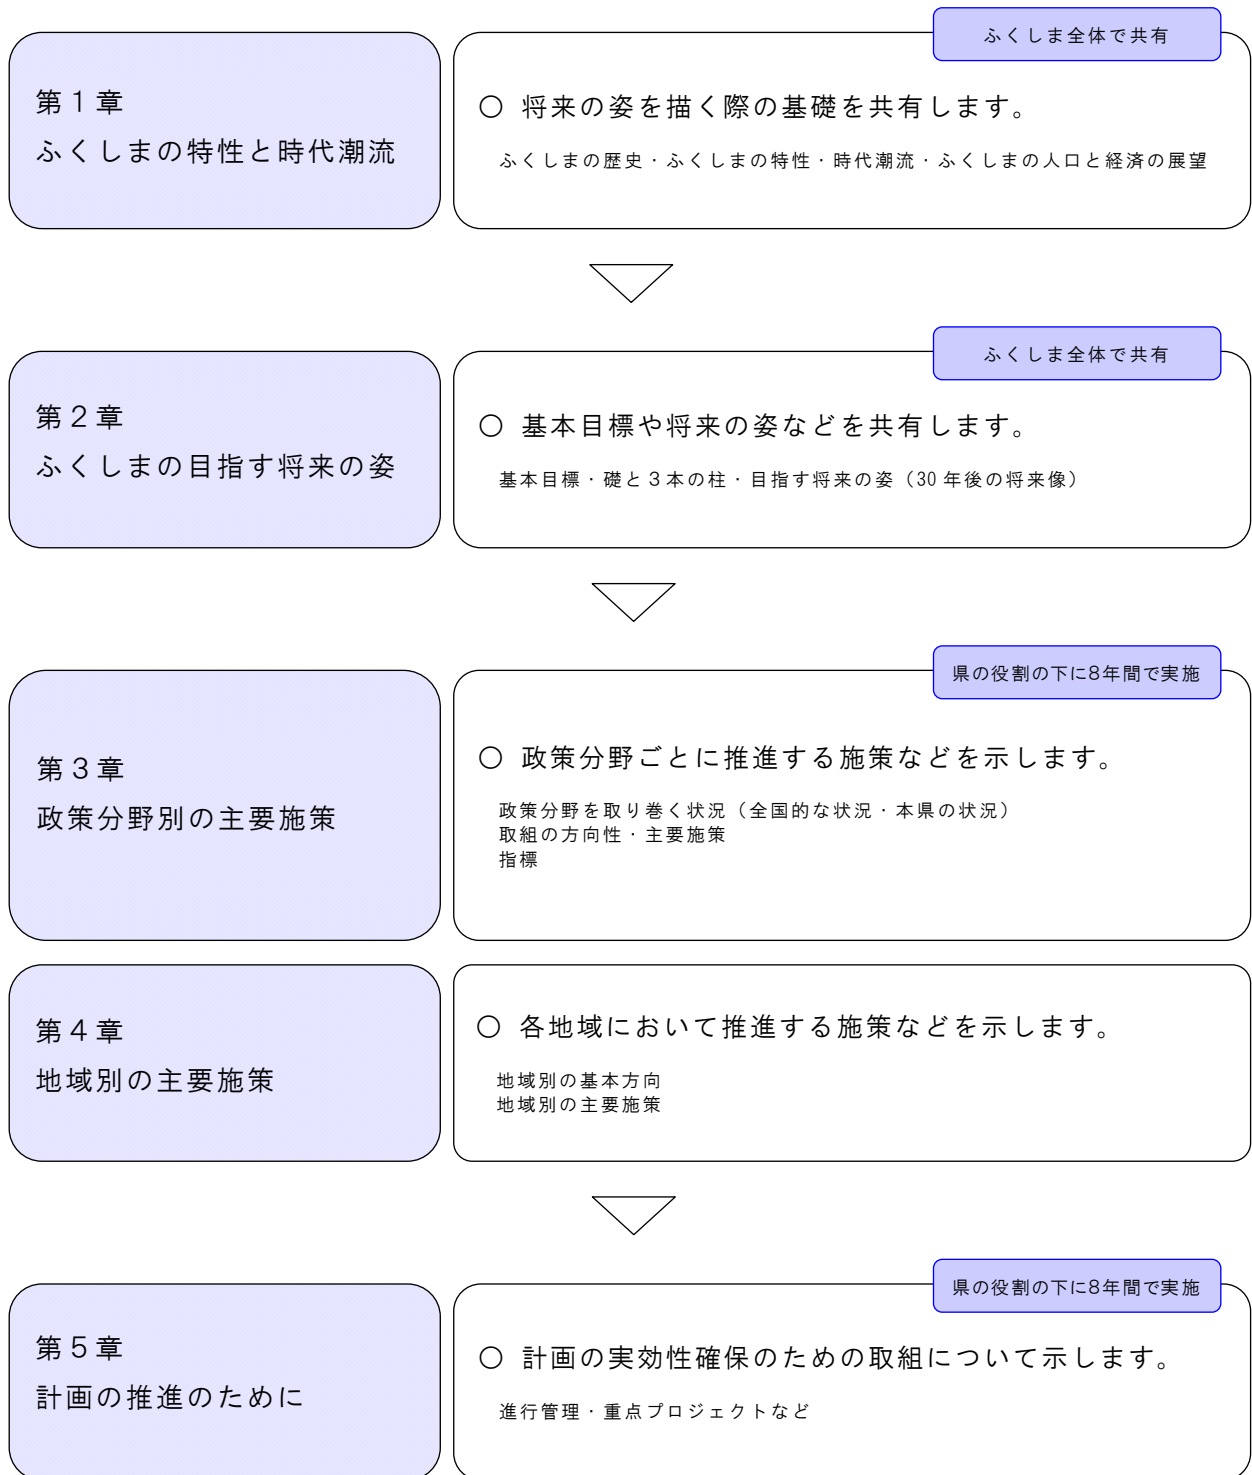 ふくしま全体で共有
第１章
ふくしまの特性と時代潮流
○ 将来の姿を描く際の基礎を共有します。
ふくしまの歴史・ふくしまの特性・時代潮流・ふくしまの人口と経済の展望
ふくしま全体で共有
第２章
ふくしまの目指す将来の姿
○ 基本目標や将来の姿などを共有します。
基本目標・礎と３本の柱・目指す将来の姿（30年後の将来像）
県の役割の下に8年間で実施
第３章
政策分野別の主要施策
○ 政策分野ごとに推進する施策などを示します。
政策分野を取り巻く状況（全国的な状況・本県の状況）
取組の方向性・主要施策
指標
第４章
地域別の主要施策
○ 各地域において推進する施策などを示します。
地域別の基本方向
地域別の主要施策
県の役割の下に8年間で実施
第５章
計画の推進のために
○ 計画の実効性確保のための取組について示します。
進行管理・重点プロジェクトなど